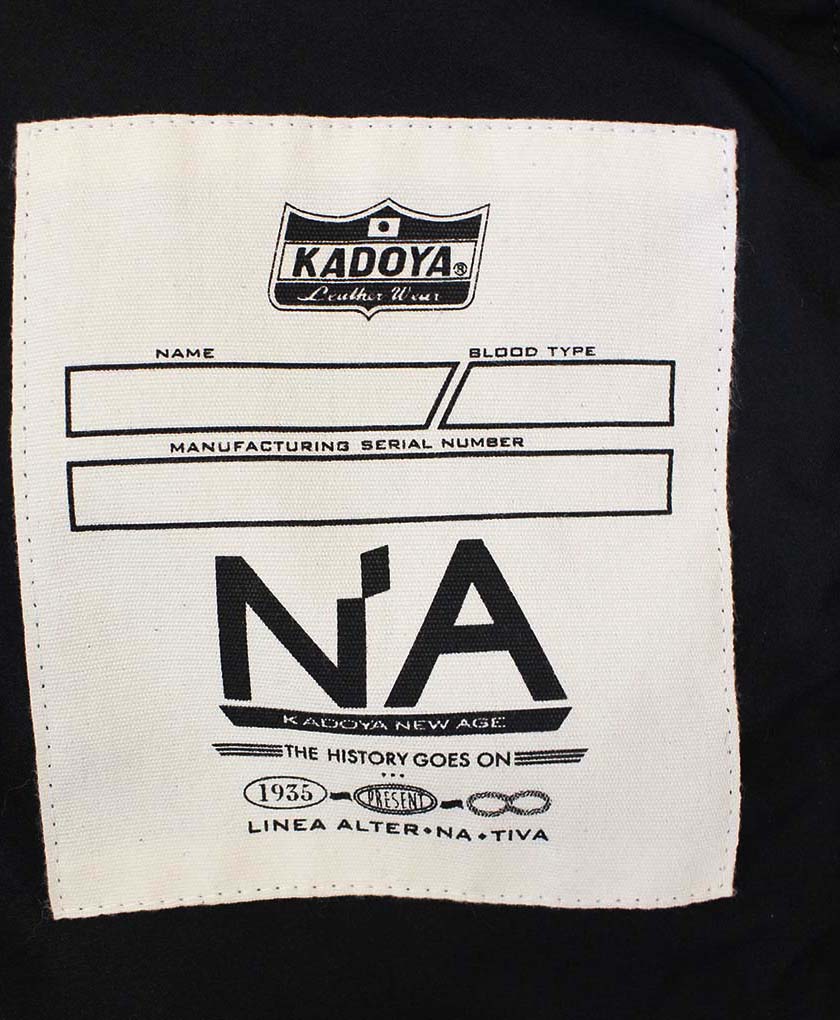 KADOYA®
Leather Wear
NAME BLOOD TYPE
MANUFACTURING SERIAL NUMBER
N'A
KADOYA NEW AGE
THE HISTORY GOES ON
...
1935 - PRESENT - ∞
LINEA ALTER•NA•TIVA